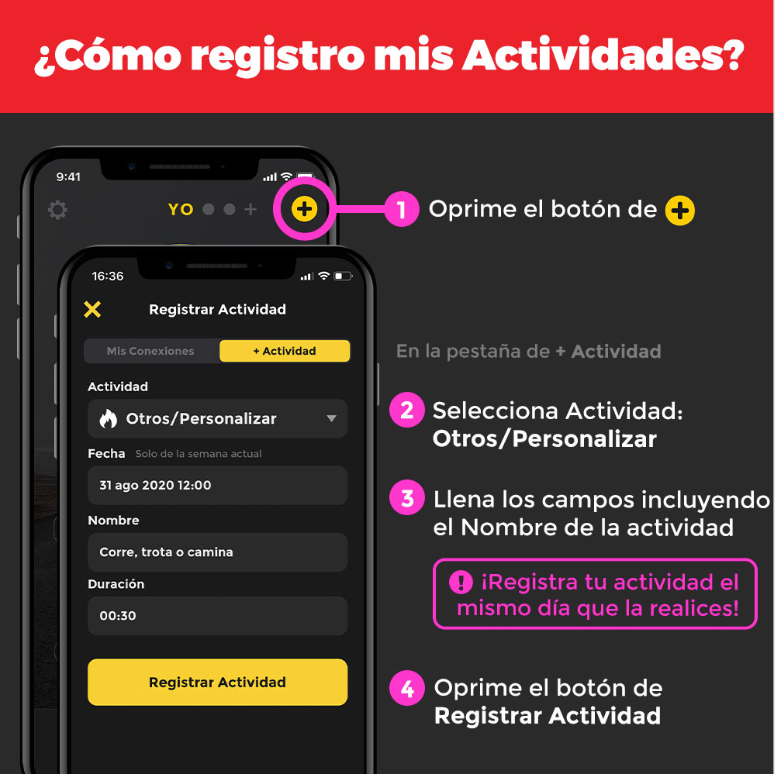 ¿Cómo registro mis Actividades?
9:41
YO
1 Oprime el botón de
16:36
Registrar Actividad
Mis Conexiones
+ Actividad
En la pestaña de + Actividad
Actividad
Otros/Personalizar
2 Selecciona Actividad:
Otros/Personalizar
Fecha Solo de la semana actual
31 ago 2020 12:00
3 Llena los campos incluyendo
el Nombre de la actividad
Nombre
Corre, trota o camina
¡Registra tu actividad el
mismo día que la realices!
Duración
00:30
Registrar Actividad
4 Oprime el botón de
Registrar Actividad